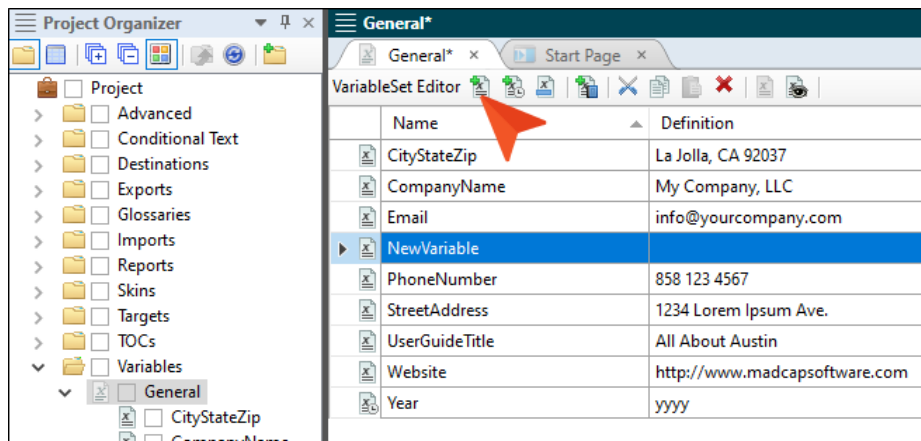 Project Organizer
Project
Advanced
Conditional Text
Destinations
Exports
Glossaries
Imports
Reports
Skins
Targets
TOCs
Variables
General
CityStateZip
CompanyName
General*
General*
Start Page
VariableSet Editor
Name Definition
CityStateZip La Jolla, CA 92037
CompanyName My Company, LLC
Email info@yourcompany.com
NewVariable
PhoneNumber 858 123 4567
StreetAddress 1234 Lorem Ipsum Ave.
UserGuideTitle All About Austin
Website http://www.madcapsoftware.com
Year yyyy